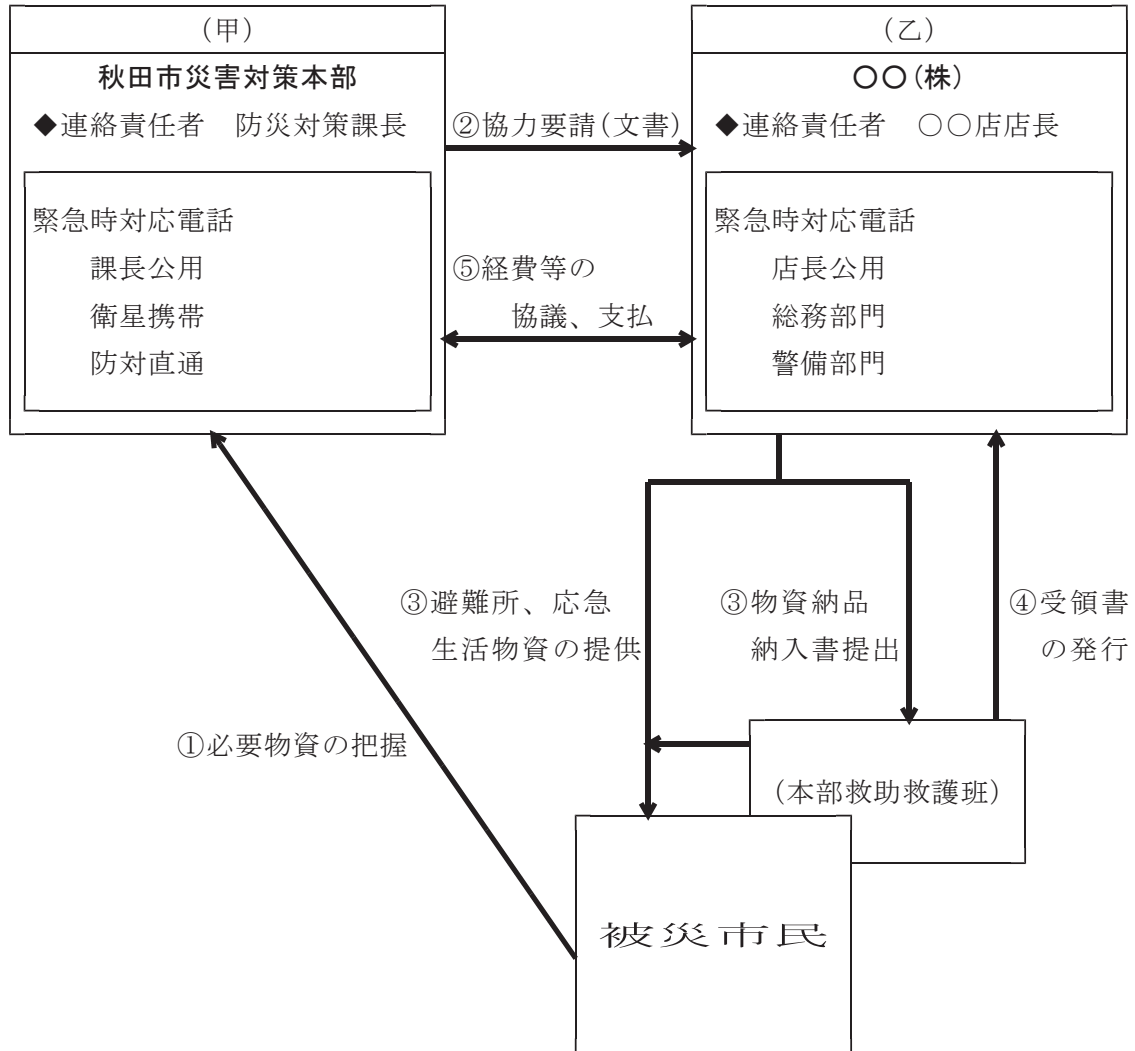 (甲)
秋田市災害対策本部
◆連絡責任者　防災対策課長
緊急時対応電話
課長公用
衛星携帯
防対直通
②協力要請(文書)
⑤経費等の
協議、支払
(乙)
○○(株)
◆連絡責任者　○○店店長
緊急時対応電話
店長公用
総務部門
警備部門
③避難所、応急
生活物資の提供
③物資納品
納入書提出
④受領書
の発行
①必要物資の把握
(本部救助救護班)
被災市民